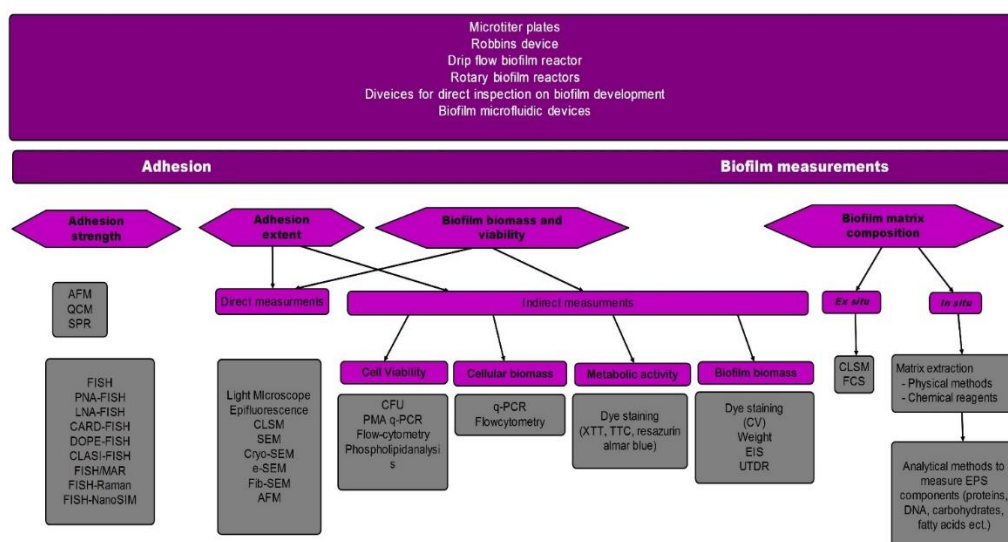 Microtiter plates
Robbins device
Drip flow biofilm reactor
Rotary biofilm reactors
Diveices for direct inspection on biofilm development
Biofilm microfluidic devices
Adhesion
Biofilm measurements
Adhesion
strength
Adhesion
extent
Biofilm biomass and
viability
Biofilm matrix
composition
AFM
QCM
SPR
Direct measurments
Indirect measurments
Ex situ
In situ
FISH
PNA-FISH
LNA-FISH
CARD-FISH
DOPE-FISH
CLASI-FISH
FISH/MAR
FISH-Raman
FISH-NanoSIM
Light MIcroscope
Epifluorescence
CLSM
SEM
Cryo-SEM
e-SEM
Fib-SEM
AFM
Cell Viability
Cellular biomass
Metabolic activity
Biofilm biomass
CFU
PMA q-PCR
Flow-cytometry
Phospholipidanalysi
s
q-PCR
Flowcytometry
Dye staining
(XTT, TTC, resazurin
almar blue)
Dye staining
(CV)
Weight
EIS
UTDR
CLSM
FCS
Matrix extraction
- Physical methods
- Chemical reagents
Analytical methods to
measure EPS
components (proteins,
DNA, carbohydrates,
fatty acids ect.)